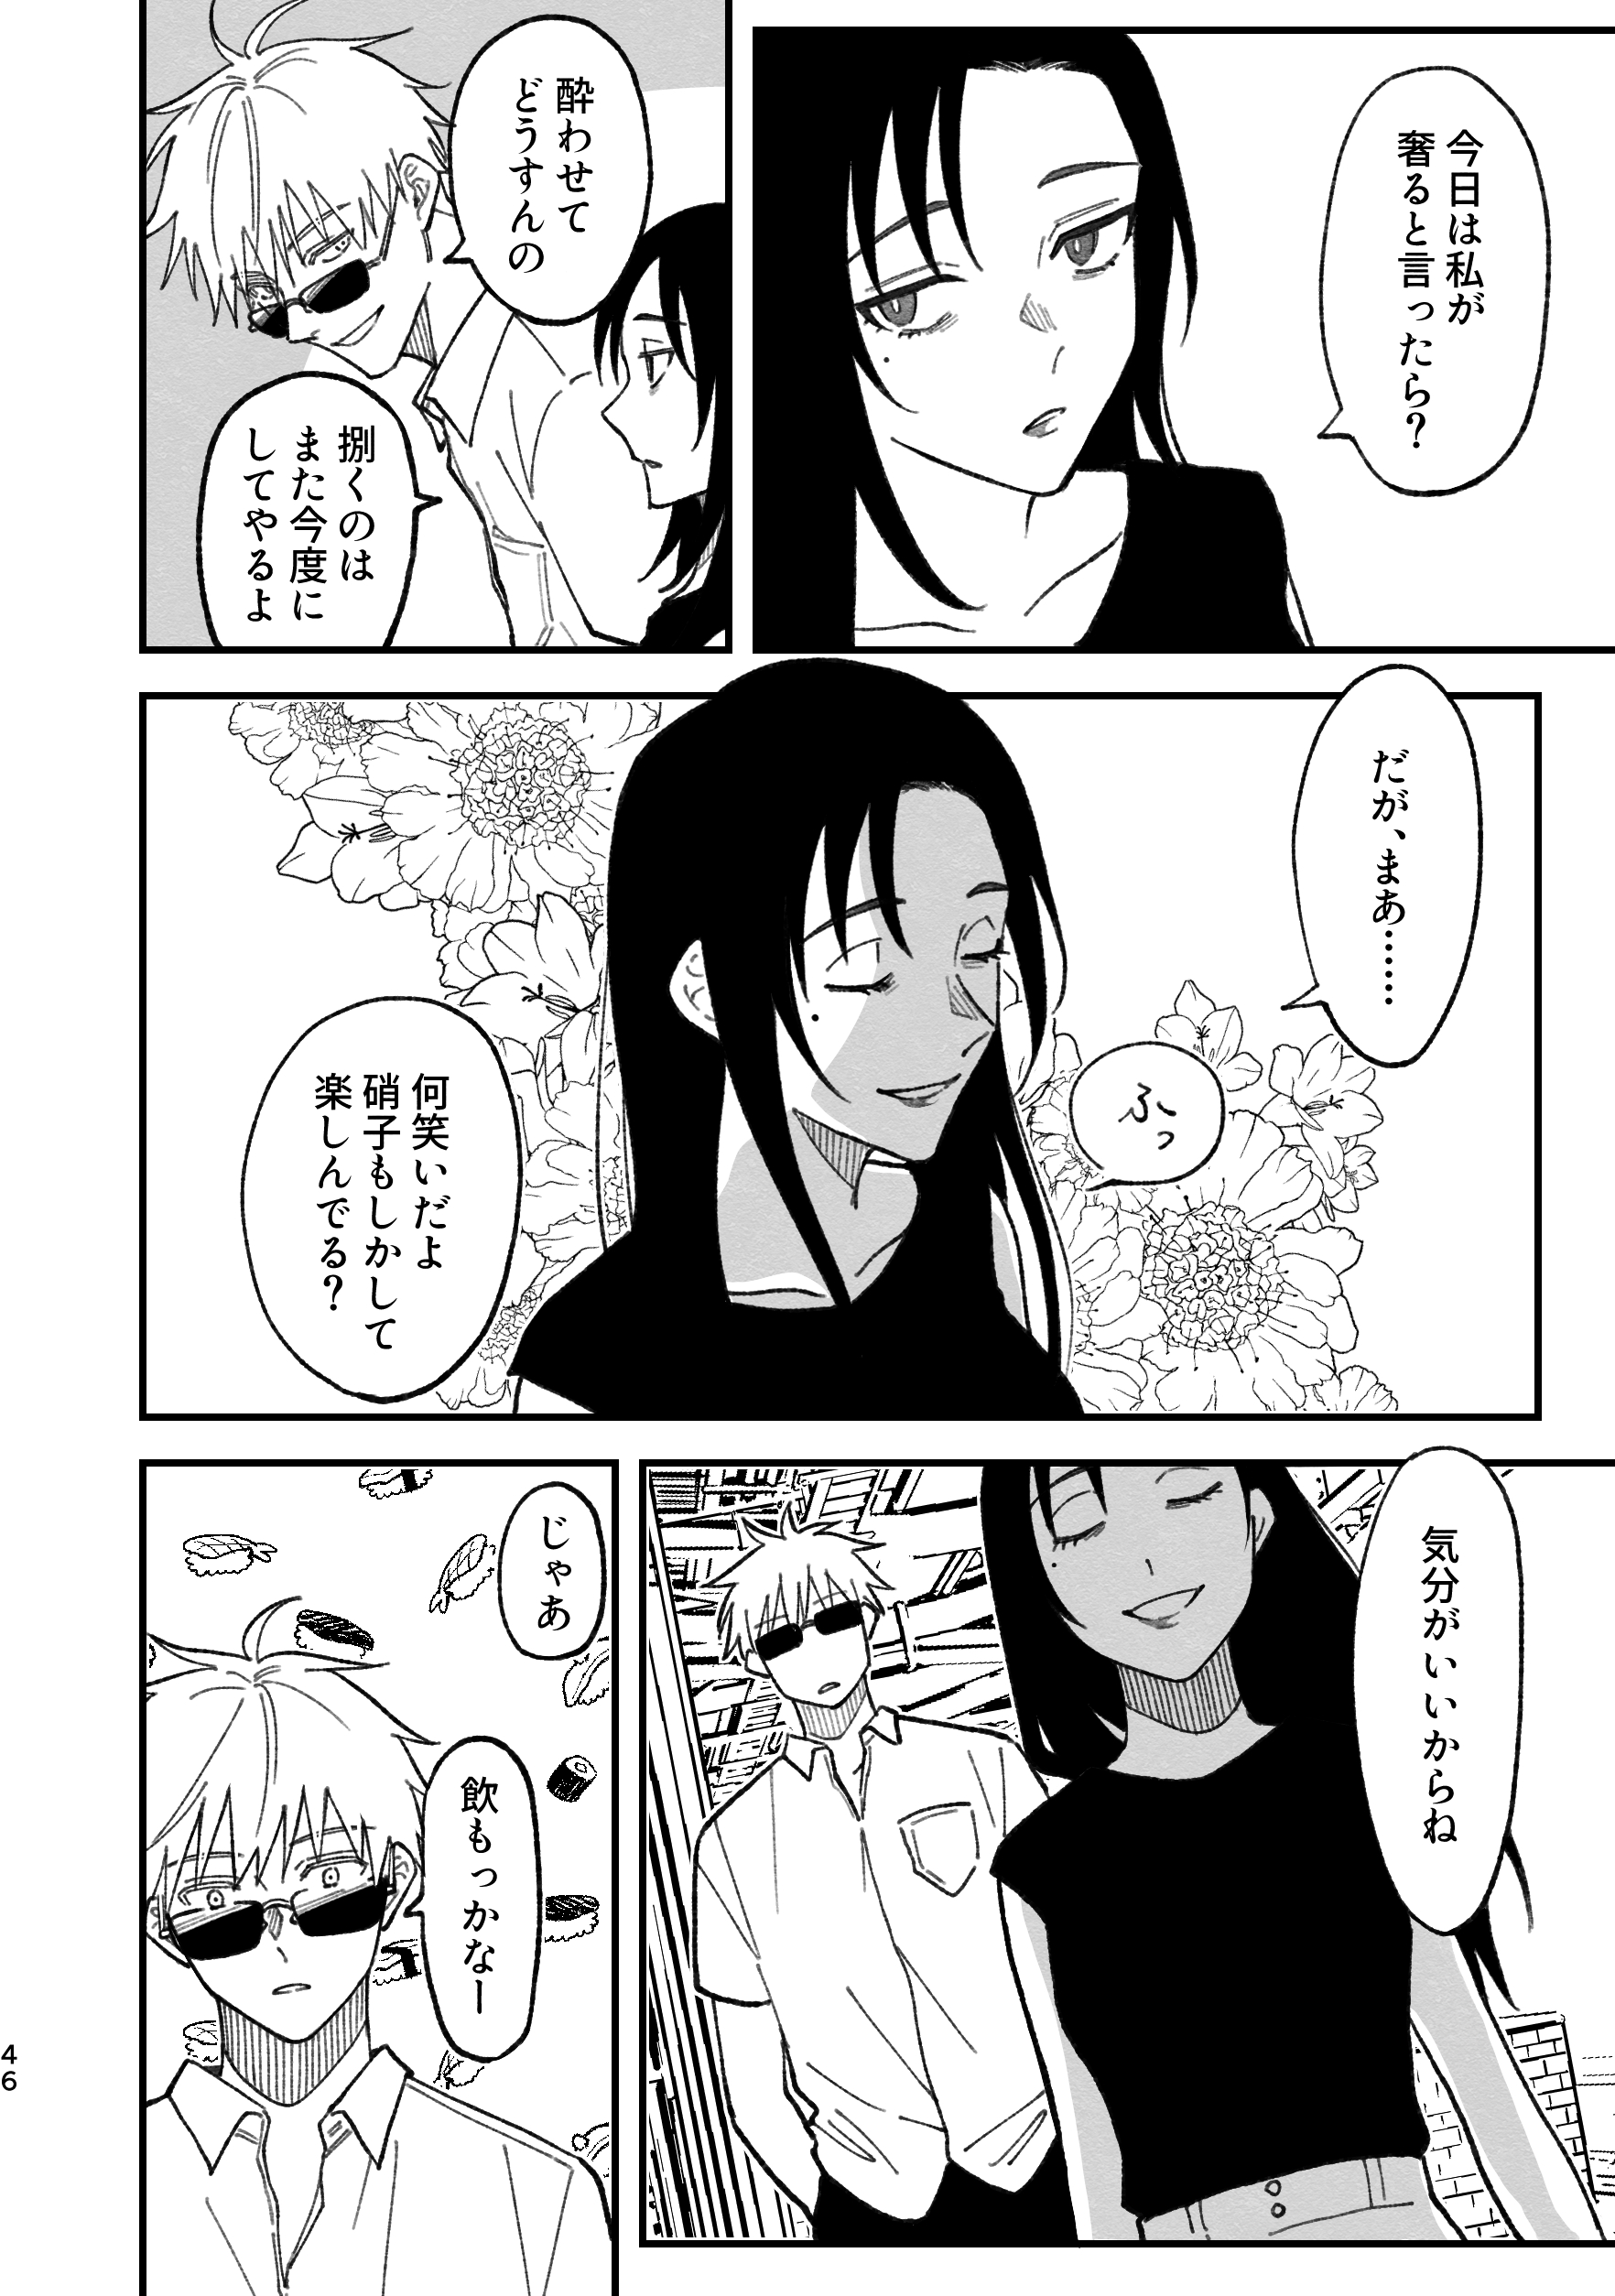 今日は私が
奢ると言ったら？
酔わせて
どうすんの
捌くのは
また今度に
してやるよ
だが、まあ……
ふっ
何笑いだよ
硝子もしかして
楽しんでる？
気分がいいからね
じゃあ
飲もっかなー
46